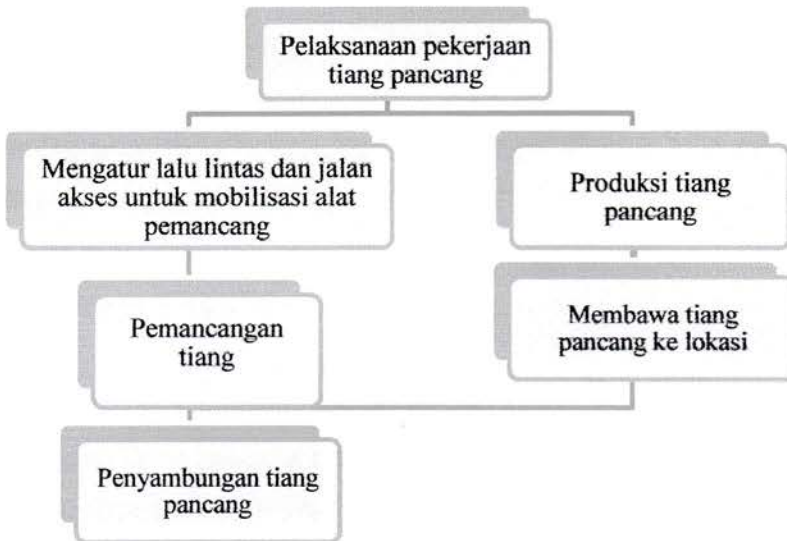 Pelaksanaan pekerjaan
tiang pancang
Mengatur lalu lintas dan jalan
akses untuk mobilisasi alat
pemancang
Produksi tiang
pancang
Pemancangan
tiang
Membawa tiang
pancang ke lokasi
Penyambungan tiang
pancang